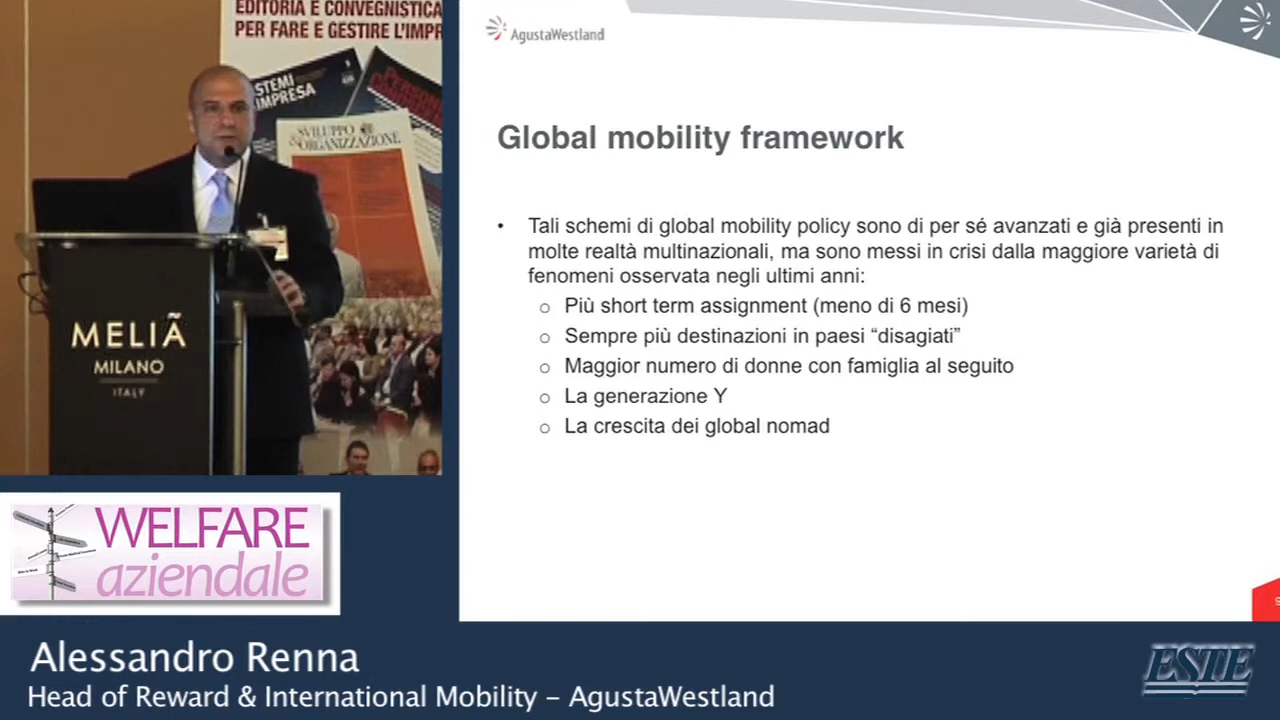 EDITORIA E CONVEGNISTICA
PER FARE E GESTIRE L'IMPR
SISTEMI
IMPRESA
SVILUPPO
&ORGANIZZAZIONE
MELIÃ
MILANO
ITALY
AgustaWestland
Global mobility framework
• Tali schemi di global mobility policy sono di per sé avanzati e già presenti in
molte realtà multinazionali, ma sono messi in crisi dalla maggiore varietà di
fenomeni osservata negli ultimi anni:
o Più short term assignment (meno di 6 mesi)
o Sempre più destinazioni in paesi “disagiati”
o Maggior numero di donne con famiglia al seguito
o La generazione Y
o La crescita dei global nomad
9
WELFARE
aziendale
Alessandro Renna
Head of Reward & International Mobility – AgustaWestland
ESTE